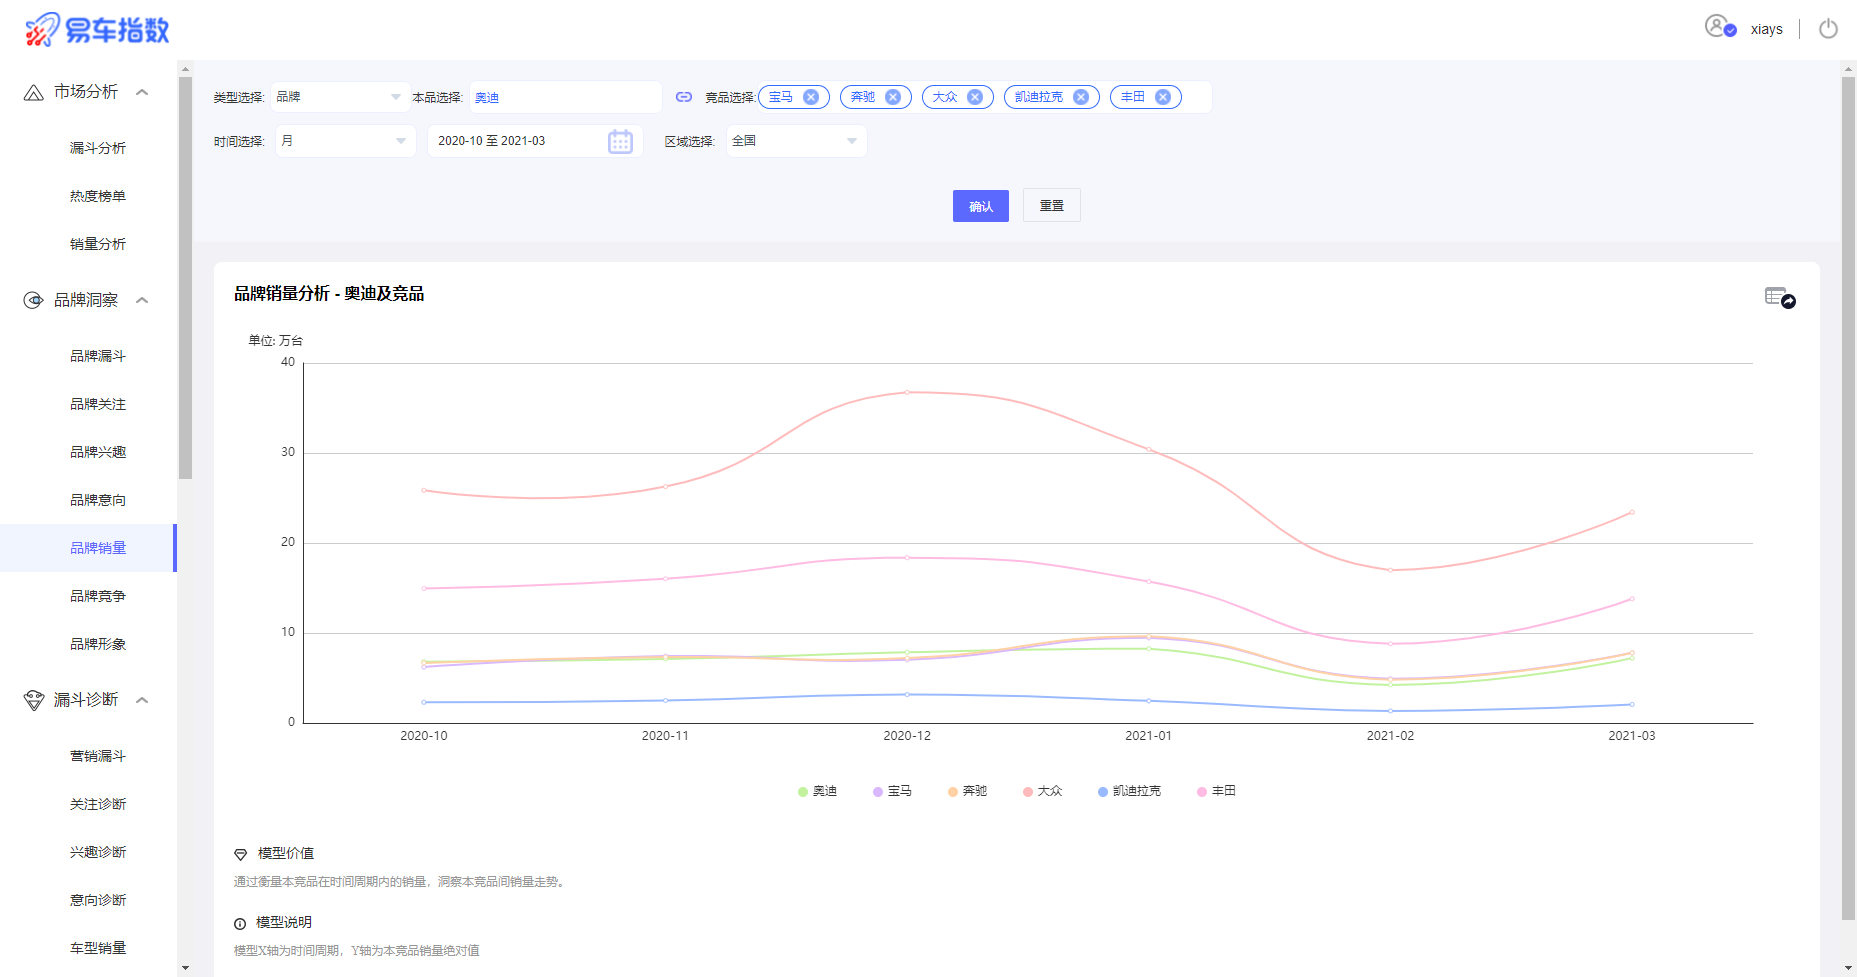 易车指数
xiays
市场分析
漏斗分析
热度榜单
销量分析
品牌洞察
品牌漏斗
品牌关注
品牌兴趣
品牌意向
品牌销量
品牌竞争
品牌形象
漏斗诊断
营销漏斗
关注诊断
兴趣诊断
意向诊断
车型销量
类型选择: 品牌 本品选择: 奥迪 竞品选择: 宝马 奔驰 大众 凯迪拉克 丰田
时间选择: 月 2020-10 至 2021-03 区域选择: 全国
确认 重置
品牌销量分析 - 奥迪及竞品
单位: 万台
40
30
20
10
0
2020-10 2020-11 2020-12 2021-01 2021-02 2021-03
奥迪 宝马 奔驰 大众 凯迪拉克 丰田
模型价值
通过衡量本竞品在时间周期内的销量，洞察本竞品间销量走势。
模型说明
模型X轴为时间周期，Y轴为本竞品销量绝对值